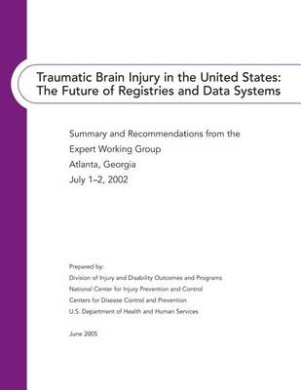 Traumatic Brain Injury in the United States:
The Future of Registries and Data Systems
Summary and Recommendations from the
Expert Working Group
Atlanta, Georgia
July 1–2, 2002
Prepared by:
Division of Injury and Disability Outcomes and Programs
National Center for Injury Prevention and Control
Centers for Disease Control and Prevention
U.S. Department of Health and Human Services
June 2005